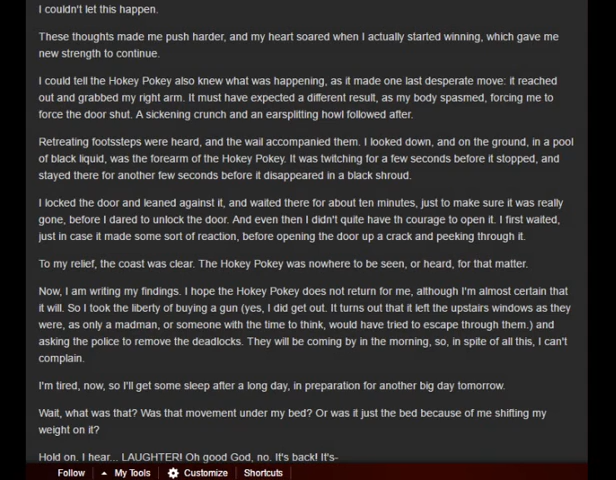 I couldn't let this happen.
These thoughts made me push harder, and my heart soared when I actually started winning, which gave me
new strength to continue.
I could tell the Hokey Pokey also knew what was happening, as it made one last desperate move: it reached
out and grabbed my right arm. It must have expected a different result, as my body spasmed, forcing me to
force the door shut. A sickening crunch and an earsplitting howl followed after.
Retreating footssteps were heard, and the wail accompanied them. I looked down, and on the ground, in a pool
of black liquid, was the forearm of the Hokey Pokey. It was twitching for a few seconds before it stopped, and
stayed there for another few seconds before it disappeared in a black shroud.
I locked the door and leaned against it, and waited there for about ten minutes, just to make sure it was really
gone, before I dared to unlock the door. And even then I didn't quite have th courage to open it. I first waited,
just in case it made some sort of reaction, before opening the door up a crack and peeking through it.
To my relief, the coast was clear. The Hokey Pokey was nowhere to be seen, or heard, for that matter.
Now, I am writing my findings. I hope the Hokey Pokey does not return for me, although I'm almost certain that
it will. So I took the liberty of buying a gun (yes, I did get out. It turns out that it left the upstairs windows as they
were, as only a madman, or someone with the time to think, would have tried to escape through them.) and
asking the police to remove the deadlocks. They will be coming by in the morning, so, in spite of all this, I can't
complain.
I'm tired, now, so I'll get some sleep after a long day, in preparation for another big day tomorrow.
Wait, what was that? Was that movement under my bed? Or was it just the bed because of me shifting my
weight on it?
Hold on. I hear... LAUGHTER! Oh good God, no. It's back! It's-
Follow My Tools Customize Shortcuts